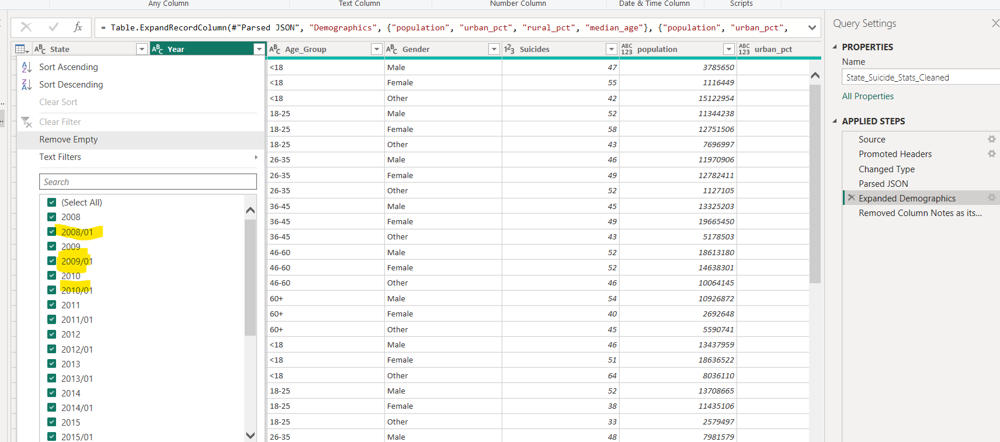 Any Column Text Column Number Column Date & Time Column Scripts
fx = Table.ExpandRecordColumn(#"Parsed JSON", "Demographics", {"population", "urban_pct", "rural_pct", "median_age"}, {"population", "urban_pct",
ABC State ABC Year ABC Age_Group ABC Gender 123 Suicides ABC 123 population ABC 123 urban_pct
Sort Ascending
Sort Descending
Clear Sort
Clear Filter
Remove Empty
Text Filters
Search
(Select All)
2008
2008/01
2009
2009/01
2010
2010/01
2011
2011/01
2012
2012/01
2013
2013/01
2014
2014/01
2015
2015/01
<18 Male 47 3785650
<18 Female 55 1116449
<18 Other 42 15122954
18-25 Male 52 11344238
18-25 Female 58 12751506
18-25 Other 43 7696997
26-35 Male 46 11970906
26-35 Female 49 12782411
26-35 Other 52 1127105
36-45 Male 45 13325203
36-45 Female 49 19665450
36-45 Other 43 5178503
46-60 Male 52 18613180
46-60 Female 52 14638301
46-60 Other 46 10064145
60+ Male 54 10926872
60+ Female 40 2692648
60+ Other 45 5590741
<18 Male 46 13437959
<18 Female 51 18636522
<18 Other 64 8036110
18-25 Male 52 13708665
18-25 Female 38 11435106
18-25 Other 33 2579497
26-35 Male 48 7981579
Query Settings
PROPERTIES
Name
State_Suicide_Stats_Cleaned
All Properties
APPLIED STEPS
Source
Promoted Headers
Changed Type
Parsed JSON
Expanded Demographics
Removed Column Notes as its...